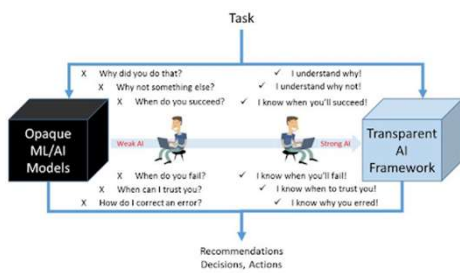 Task
X Why did you do that?
✓ I understand why!
X Why not something else?
✓ I understand why not!
X When do you succeed?
✓ I know when you'll succeed!
Opaque
ML/AI
Models
Weak AI
Strong AI
Transparent
AI
Framework
X When do you fail?
✓ I know when you'll fail!
X When can I trust you?
✓ I know when to trust you!
X How do I correct an error?
✓ I know why you erred!
Recommendations
Decisions, Actions